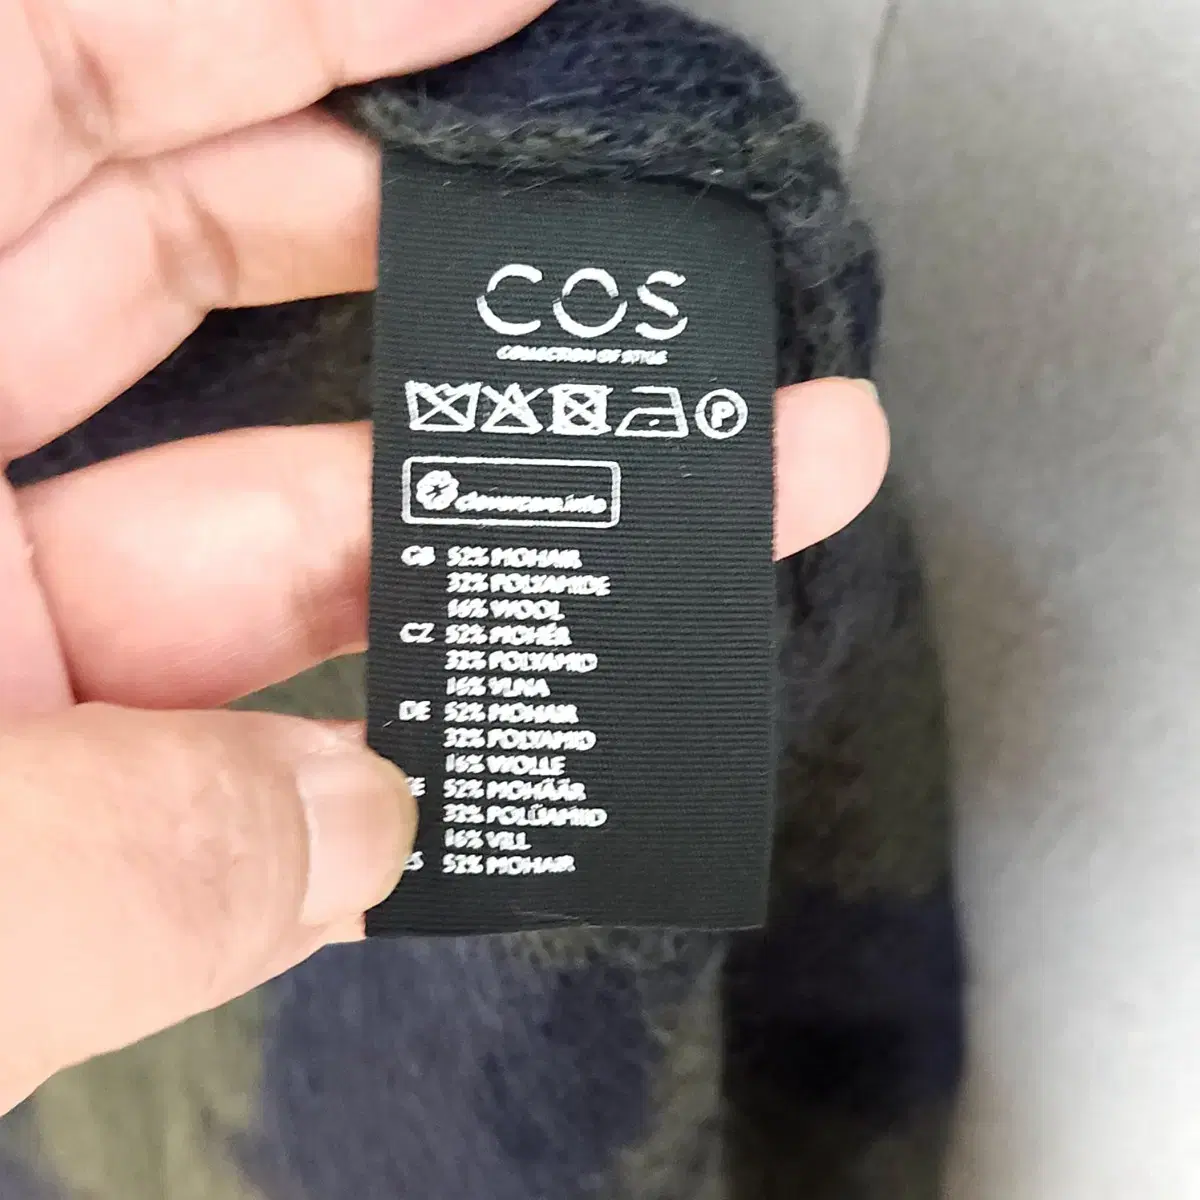 COS
COLLECTION OF STYLE
P
clevercare.info
GB 52% MOHAIR
32% POLYAMIDE
16% WOOL
CZ 52% MOHÉR
32% POLYAMID
16% VLNA
DE 52% MOHAIR
32% POLYAMID
16% WOLLE
52% MOHÄÄR
32% POLÜAMIID
16% VILL
ES 52% MOHAIR